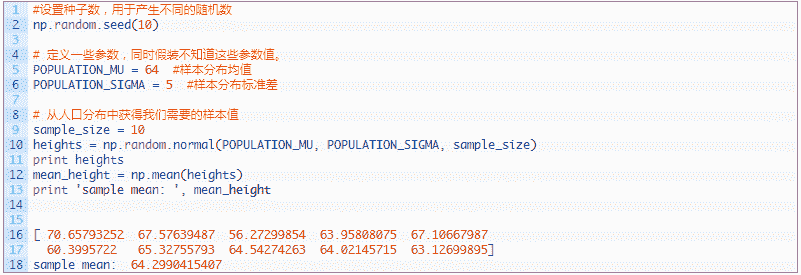 1 #设置种子数，用于产生不同的随机数
2 np.random.seed(10)
3
4 # 定义一些参数，同时假装不知道这些参数值。
5 POPULATION_MU = 64 #样本分布均值
6 POPULATION_SIGMA = 5 #样本分布标准差
7
8 # 从人口分布中获得我们需要的样本值
9 sample_size = 10
10 heights = np.random.normal(POPULATION_MU, POPULATION_SIGMA, sample_size)
11 print heights
12 mean_height = np.mean(heights)
13 print 'sample mean: ', mean_height
14
15
16 [ 70.65793252 67.57639487 56.27299854 63.95808075 67.10667987
17 60.3995722 65.32755793 64.54274263 64.02145715 63.12699895]
18 sample mean: 64.2990415407